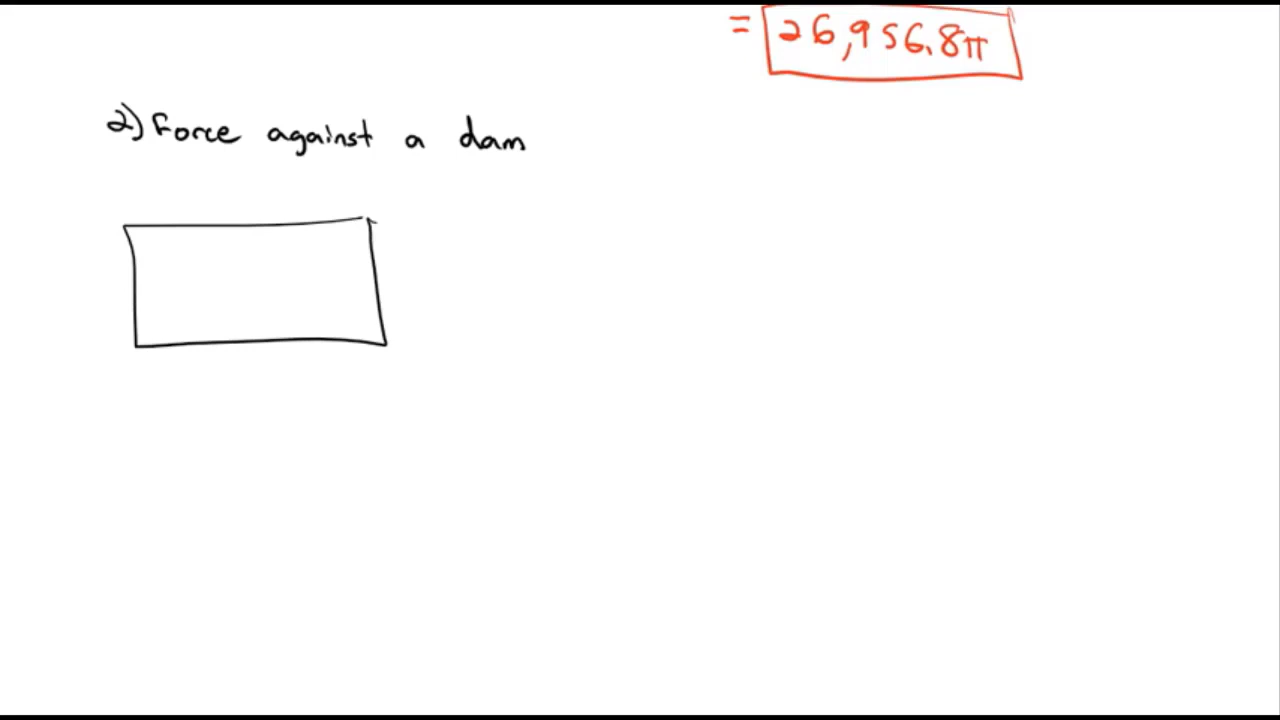 = 26,956.8π
2) Force against a dam